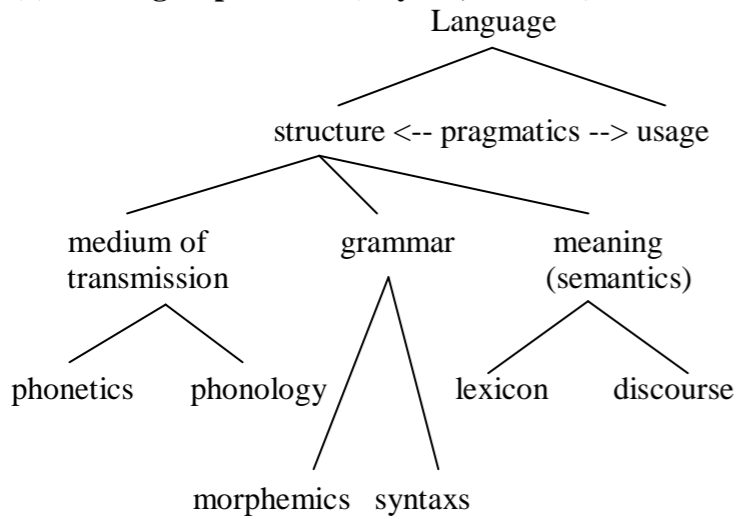 Language
structure <-- pragmatics --> usage
medium of transmission
grammar
meaning (semantics)
phonetics
phonology
lexicon
discourse
morphemics
syntaxs